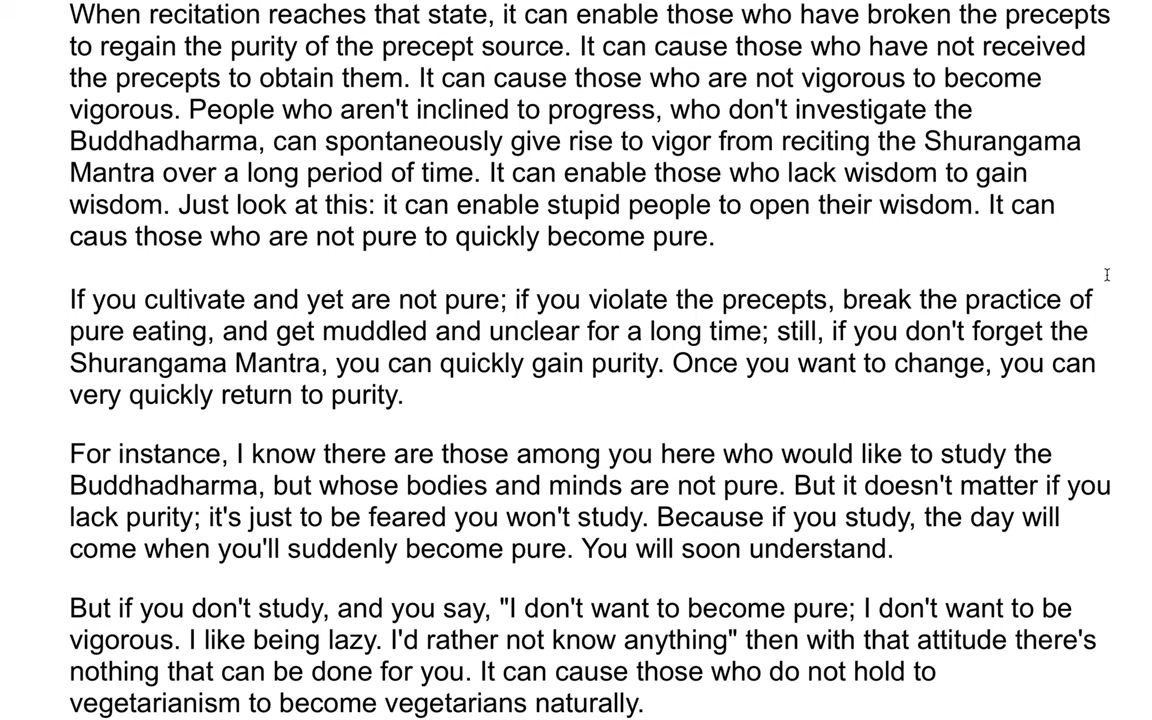 When recitation reaches that state, it can enable those who have broken the precepts
to regain the purity of the precept source. It can cause those who have not received
the precepts to obtain them. It can cause those who are not vigorous to become
vigorous. People who aren't inclined to progress, who don't investigate the
Buddhadharma, can spontaneously give rise to vigor from reciting the Shurangama
Mantra over a long period of time. It can enable those who lack wisdom to gain
wisdom. Just look at this: it can enable stupid people to open their wisdom. It can
caus those who are not pure to quickly become pure.
If you cultivate and yet are not pure; if you violate the precepts, break the practice of
pure eating, and get muddled and unclear for a long time; still, if you don't forget the
Shurangama Mantra, you can quickly gain purity. Once you want to change, you can
very quickly return to purity.
For instance, I know there are those among you here who would like to study the
Buddhadharma, but whose bodies and minds are not pure. But it doesn't matter if you
lack purity; it's just to be feared you won't study. Because if you study, the day will
come when you'll suddenly become pure. You will soon understand.
But if you don't study, and you say, "I don't want to become pure; I don't want to be
vigorous. I like being lazy. I'd rather not know anything" then with that attitude there's
nothing that can be done for you. It can cause those who do not hold to
vegetarianism to become vegetarians naturally.